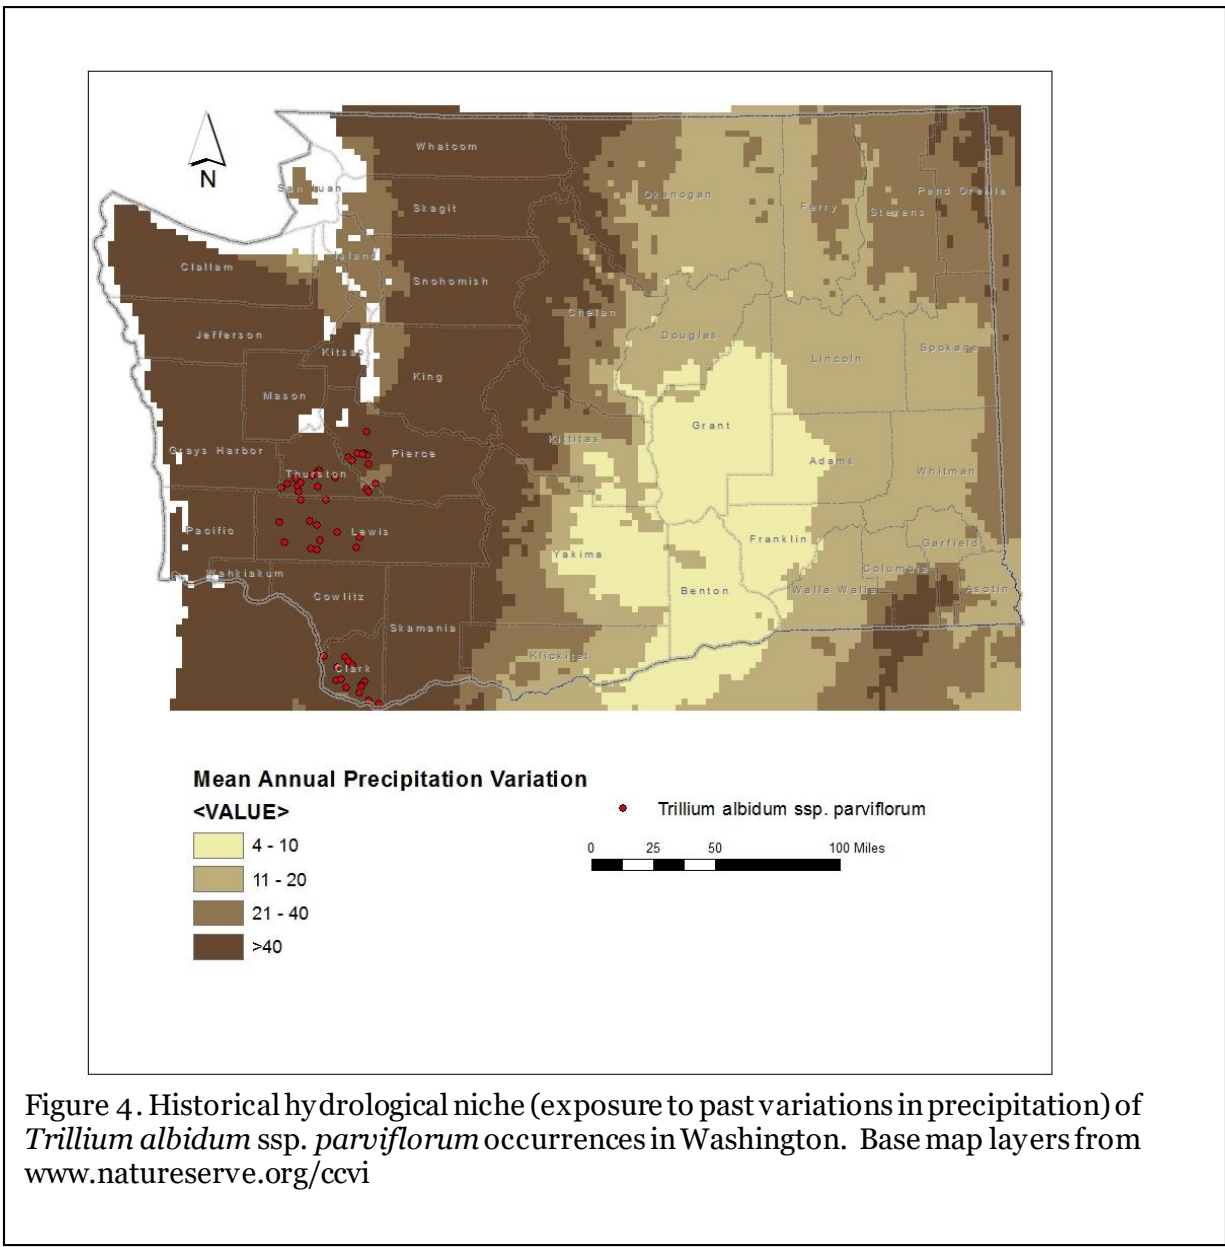 N
Whatcom
San Juan
Skagit
Okanogan
Ferry
Stevens
Pend Oreille
Clallam
Island
Snohomish
Chelan
Jefferson
Kitsap
Douglas
Lincoln
Spokane
Mason
King
Grant
Kittitas
Grays Harbor
Pierce
Thurston
Adams
Whitman
Pacific
Lewis
Yakima
Franklin
Garfield
Wahkiakum
Columbia
Cowlitz
Benton
Walla Walla
Asotin
Skamania
Klickitat
Clark
Mean Annual Precipitation Variation
<VALUE>
4 - 10
11 - 20
21 - 40
>40
Trillium albidum ssp. parviflorum
0 25 50 100 Miles
Figure 4. Historical hydrological niche (exposure to past variations in precipitation) of
Trillium albidum ssp. parviflorum occurrences in Washington. Base map layers from
www.natureserve.org/ccvi